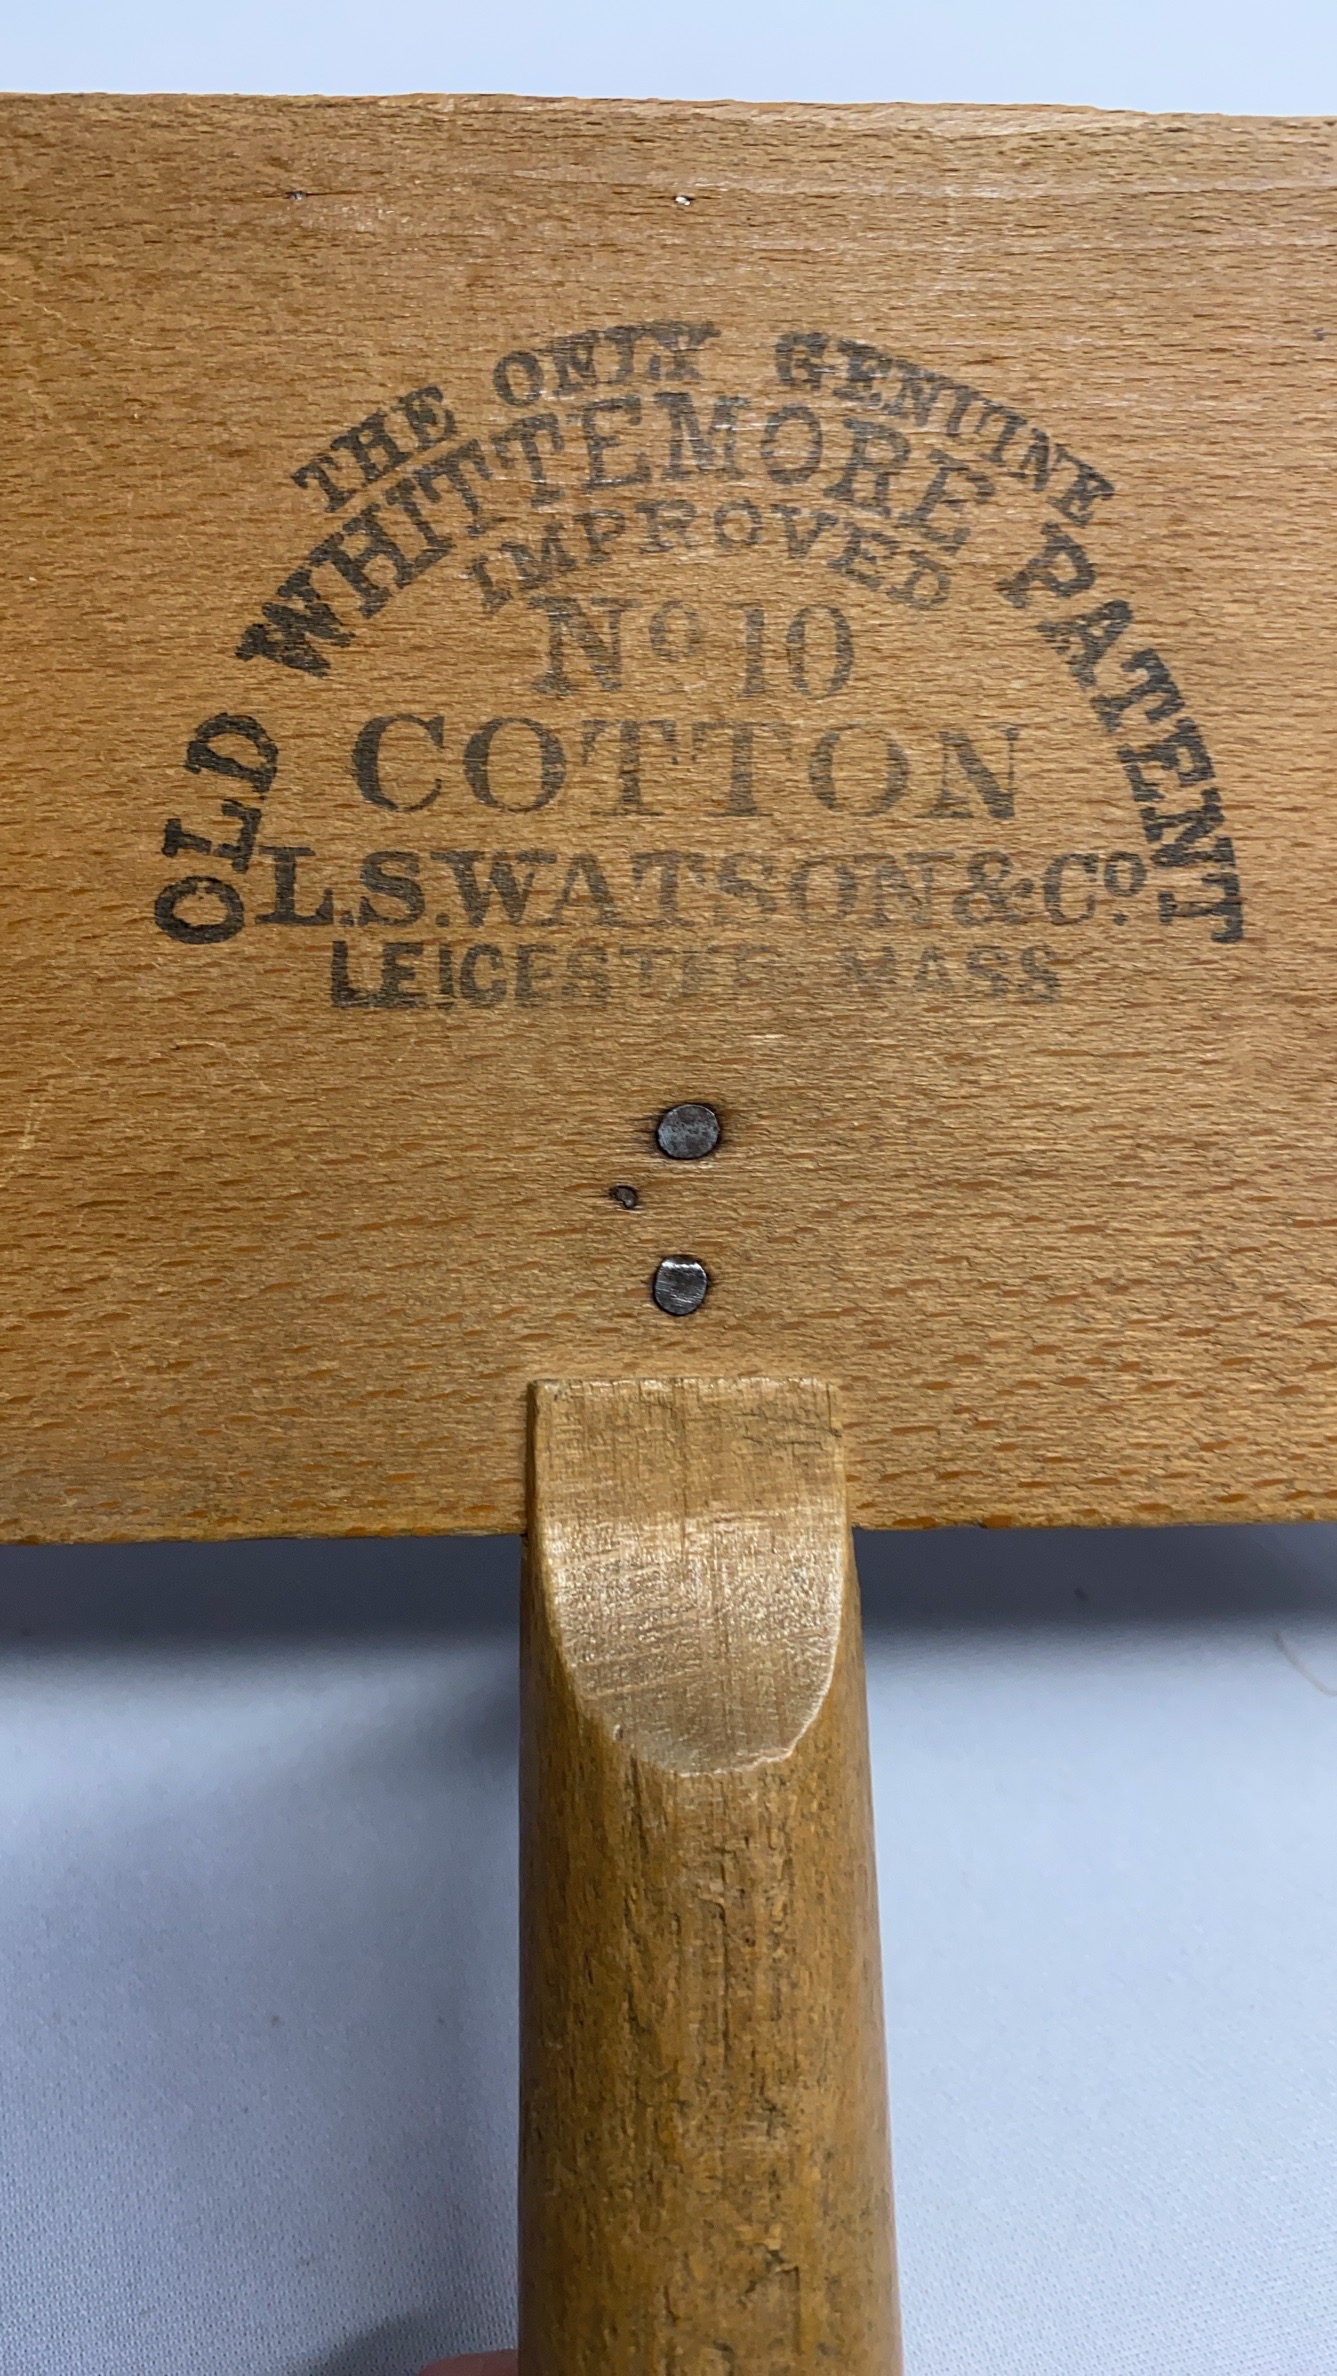 THE ONLY GENUINE
OLD WHITTEMORE PATENT
IMPROVED
No 10
COTTON
L.S.WATSON & Co.
LEICESTER MASS